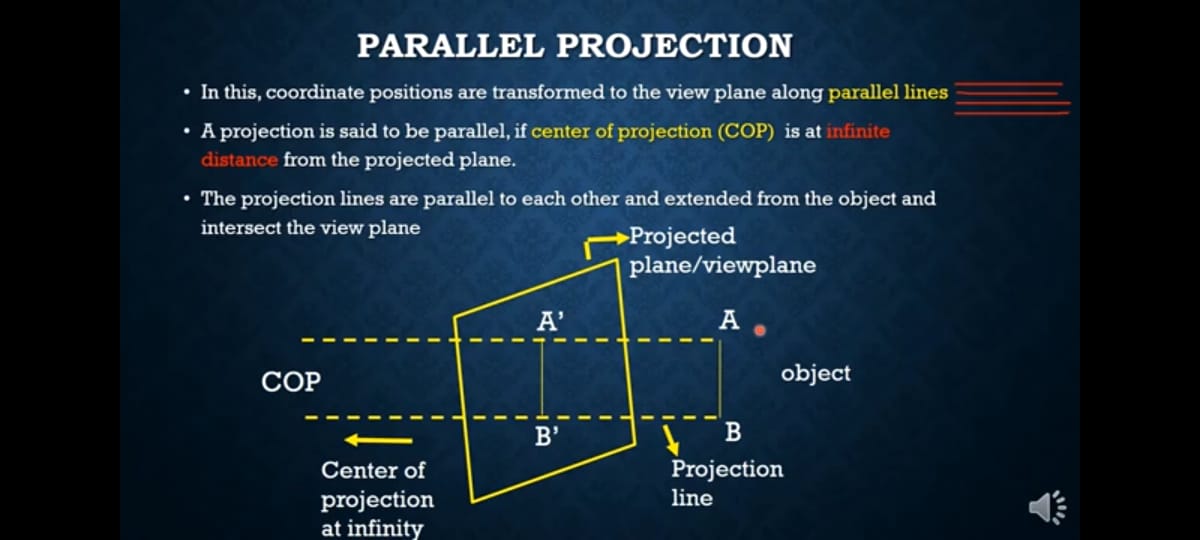 PARALLEL PROJECTION
• In this, coordinate positions are transformed to the view plane along parallel lines
• A projection is said to be parallel, if center of projection (COP) is at infinite
distance from the projected plane.
• The projection lines are parallel to each other and extended from the object and
intersect the view plane
Projected
plane/viewplane
A'
A
COP
object
B'
B
Center of
projection
at infinity
Projection
line